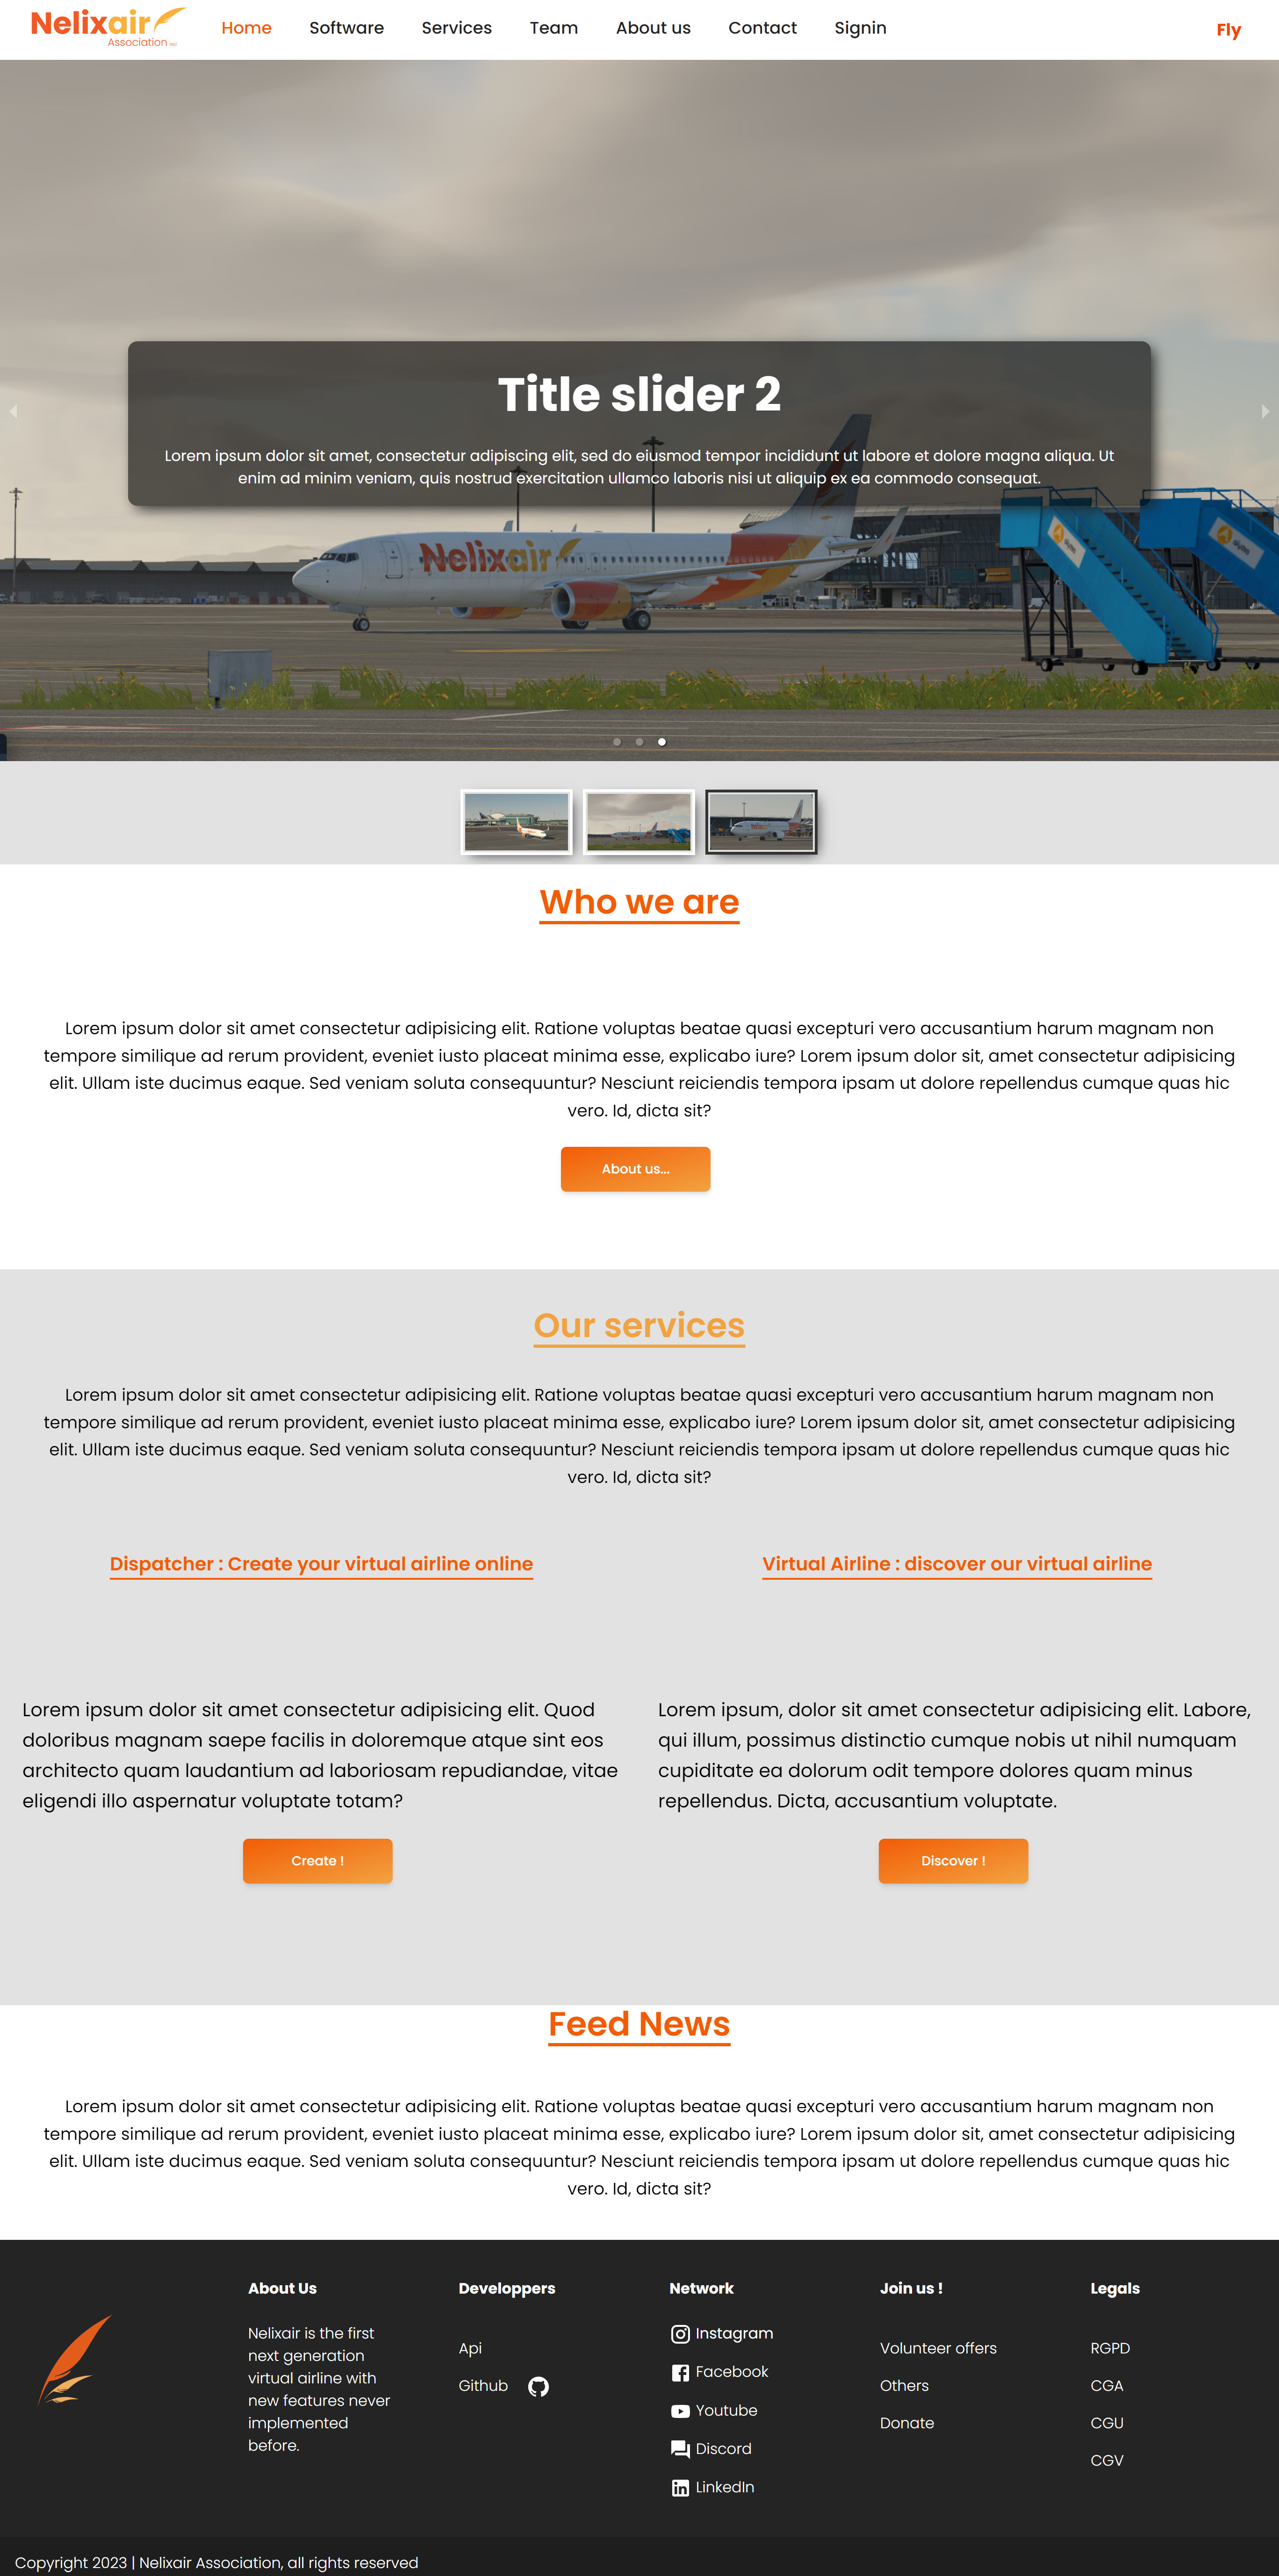 Nelixair
Association
Home
Software
Services
Team
About us
Contact
Signin
Fly
Title slider 2
Lorem ipsum dolor sit amet, consectetur adipiscing elit, sed do eiusmod tempor incididunt ut labore et dolore magna aliqua. Ut
enim ad minim veniam, quis nostrud exercitation ullamco laboris nisi ut aliquip ex ea commodo consequat.
Nelixair
Who we are
Lorem ipsum dolor sit amet consectetur adipisicing elit. Ratione voluptas beatae quasi excepturi vero accusantium harum magnam non
tempore similique ad rerum provident, eveniet iusto placeat minima esse, explicabo iure? Lorem ipsum dolor sit, amet consectetur adipisicing
elit. Ullam iste ducimus eaque. Sed veniam soluta consequuntur? Nesciunt reiciendis tempora ipsam ut dolore repellendus cumque quas hic
vero. Id, dicta sit?
About us...
Our services
Lorem ipsum dolor sit amet consectetur adipisicing elit. Ratione voluptas beatae quasi excepturi vero accusantium harum magnam non
tempore similique ad rerum provident, eveniet iusto placeat minima esse, explicabo iure? Lorem ipsum dolor sit, amet consectetur adipisicing
elit. Ullam iste ducimus eaque. Sed veniam soluta consequuntur? Nesciunt reiciendis tempora ipsam ut dolore repellendus cumque quas hic
vero. Id, dicta sit?
Dispatcher : Create your virtual airline online
Lorem ipsum dolor sit amet consectetur adipisicing elit. Quod
doloribus magnam saepe facilis in doloremque atque sint eos
architecto quam laudantium ad laboriosam repudiandae, vitae
eligendi illo aspernatur voluptate totam?
Create !
Virtual Airline : discover our virtual airline
Lorem ipsum, dolor sit amet consectetur adipisicing elit. Labore,
qui illum, possimus distinctio cumque nobis ut nihil numquam
cupiditate ea dolorum odit tempore dolores quam minus
repellendus. Dicta, accusantium voluptate.
Discover !
Feed News
Lorem ipsum dolor sit amet consectetur adipisicing elit. Ratione voluptas beatae quasi excepturi vero accusantium harum magnam non
tempore similique ad rerum provident, eveniet iusto placeat minima esse, explicabo iure? Lorem ipsum dolor sit, amet consectetur adipisicing
elit. Ullam iste ducimus eaque. Sed veniam soluta consequuntur? Nesciunt reiciendis tempora ipsam ut dolore repellendus cumque quas hic
vero. Id, dicta sit?
About Us
Nelixair is the first
next generation
virtual airline with
new features never
implemented
before.
Developpers
Api
Github
Network
Instagram
Facebook
Youtube
Discord
LinkedIn
Join us !
Volunteer offers
Others
Donate
Legals
RGPD
CGA
CGU
CGV
Copyright 2023 | Nelixair Association, all rights reserved